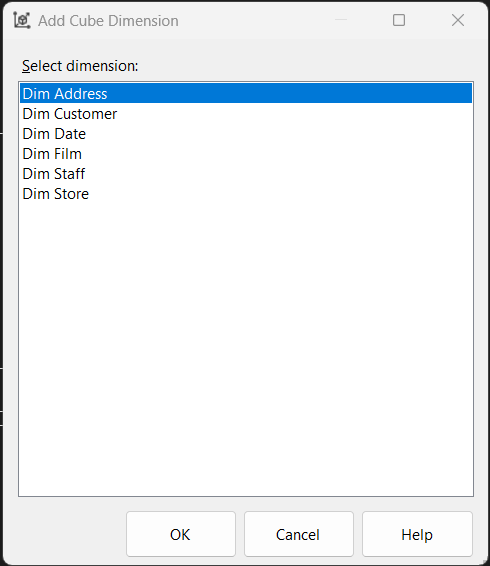 Add Cube Dimension
Select dimension:
Dim Address
Dim Customer
Dim Date
Dim Film
Dim Staff
Dim Store
OK
Cancel
Help